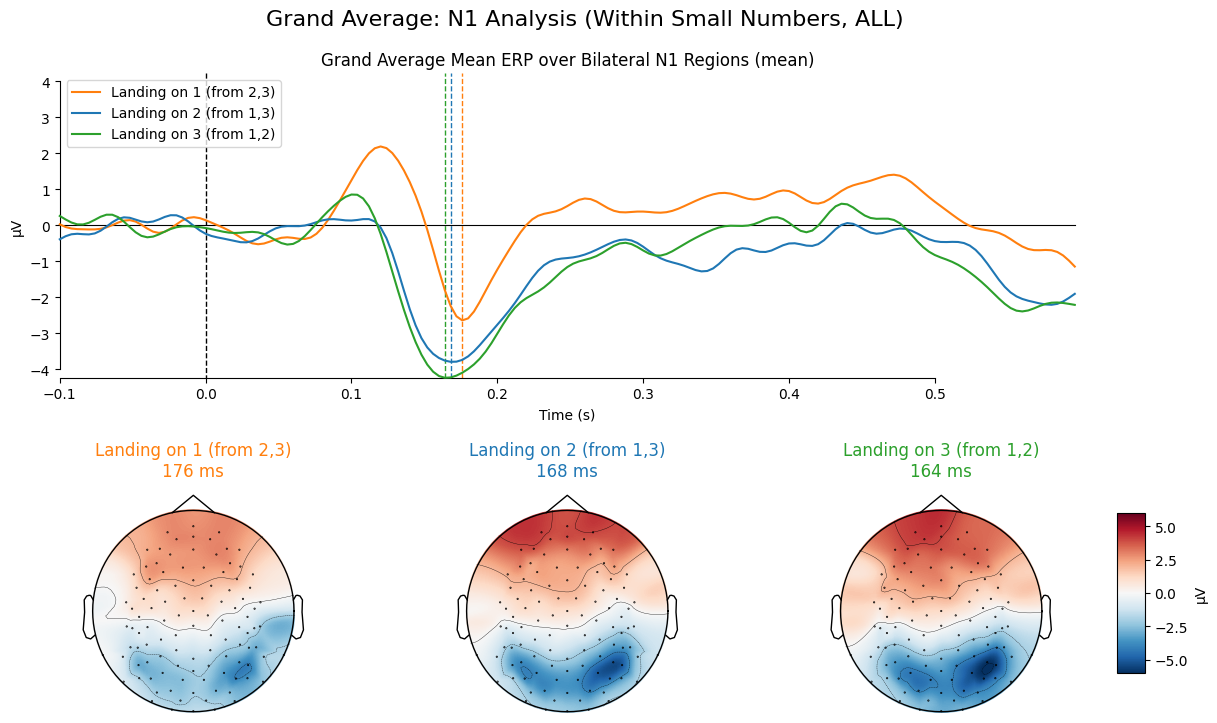 Grand Average: N1 Analysis (Within Small Numbers, ALL)
Grand Average Mean ERP over Bilateral N1 Regions (mean)
Landing on 1 (from 2,3)
Landing on 2 (from 1,3)
Landing on 3 (from 1,2)
4
3
2
1
0
−1
−2
−3
−4
µV
−0.1 0.0 0.1 0.2 0.3 0.4 0.5
Time (s)
Landing on 1 (from 2,3)
176 ms
Landing on 2 (from 1,3)
168 ms
Landing on 3 (from 1,2)
164 ms
5.0
2.5
0.0
−2.5
−5.0
µV